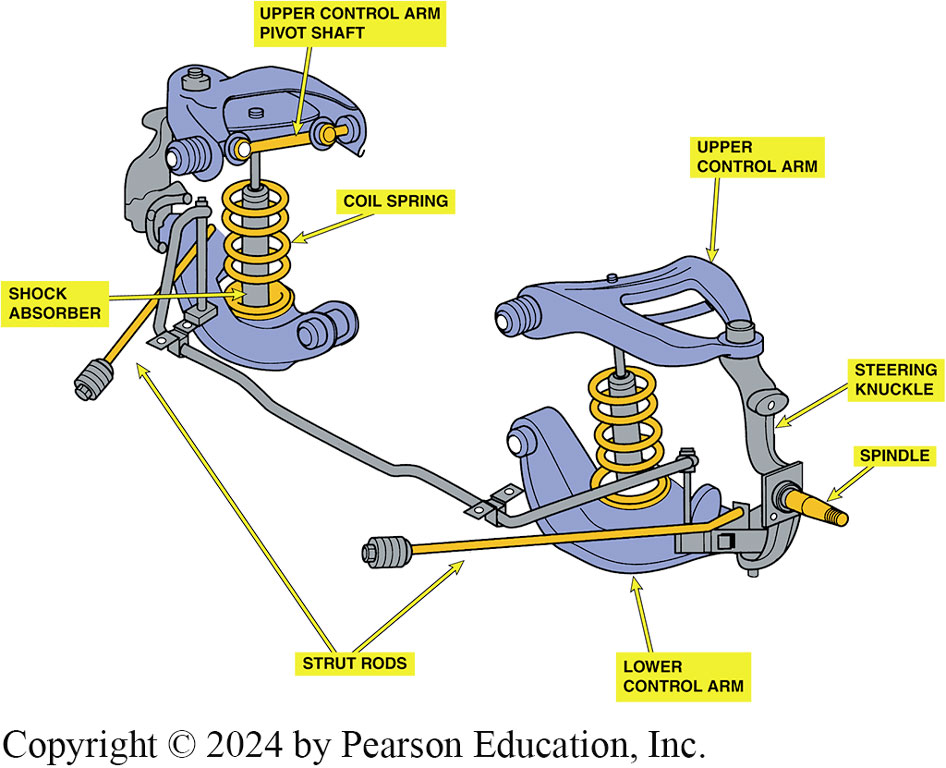 UPPER CONTROL ARM
PIVOT SHAFT
UPPER
CONTROL ARM
COIL SPRING
SHOCK
ABSORBER
STEERING
KNUCKLE
SPINDLE
STRUT RODS
LOWER
CONTROL ARM
Copyright © 2024 by Pearson Education, Inc.